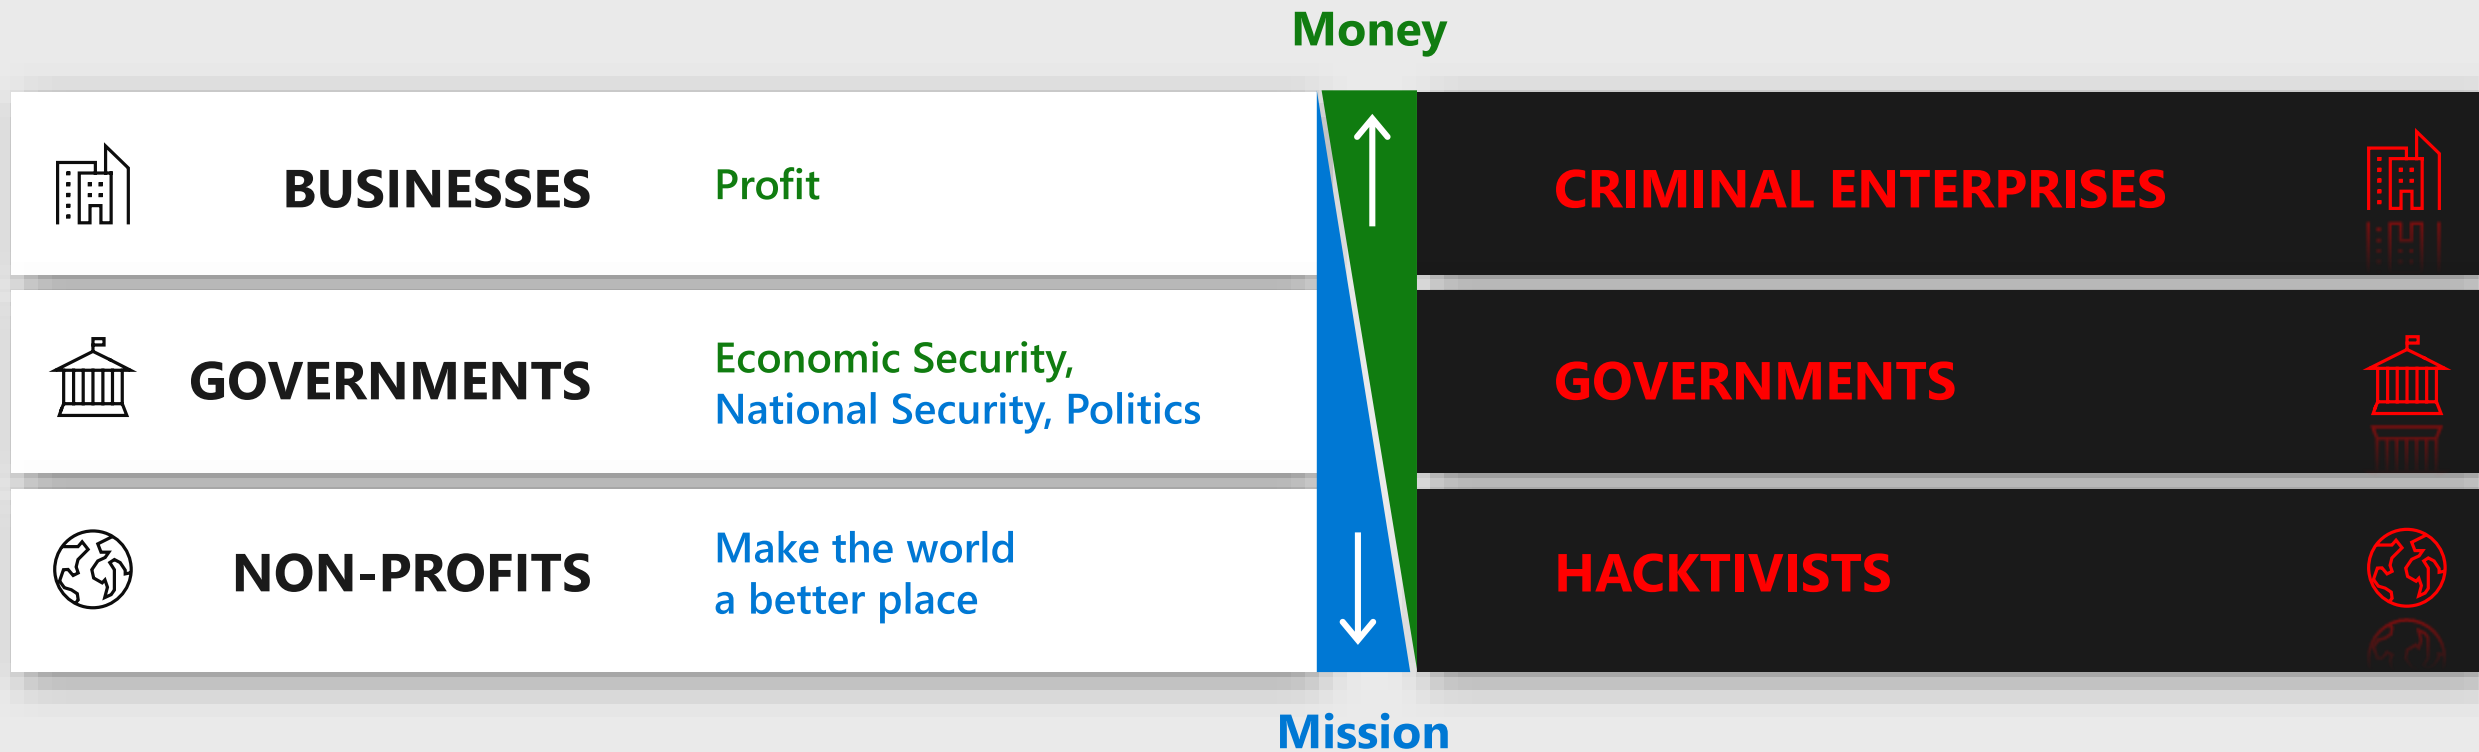 Money
BUSINESSES
Profit
CRIMINAL ENTERPRISES
GOVERNMENTS
Economic Security,
National Security, Politics
GOVERNMENTS
NON-PROFITS
Make the world
a better place
HACKTIVISTS
Mission